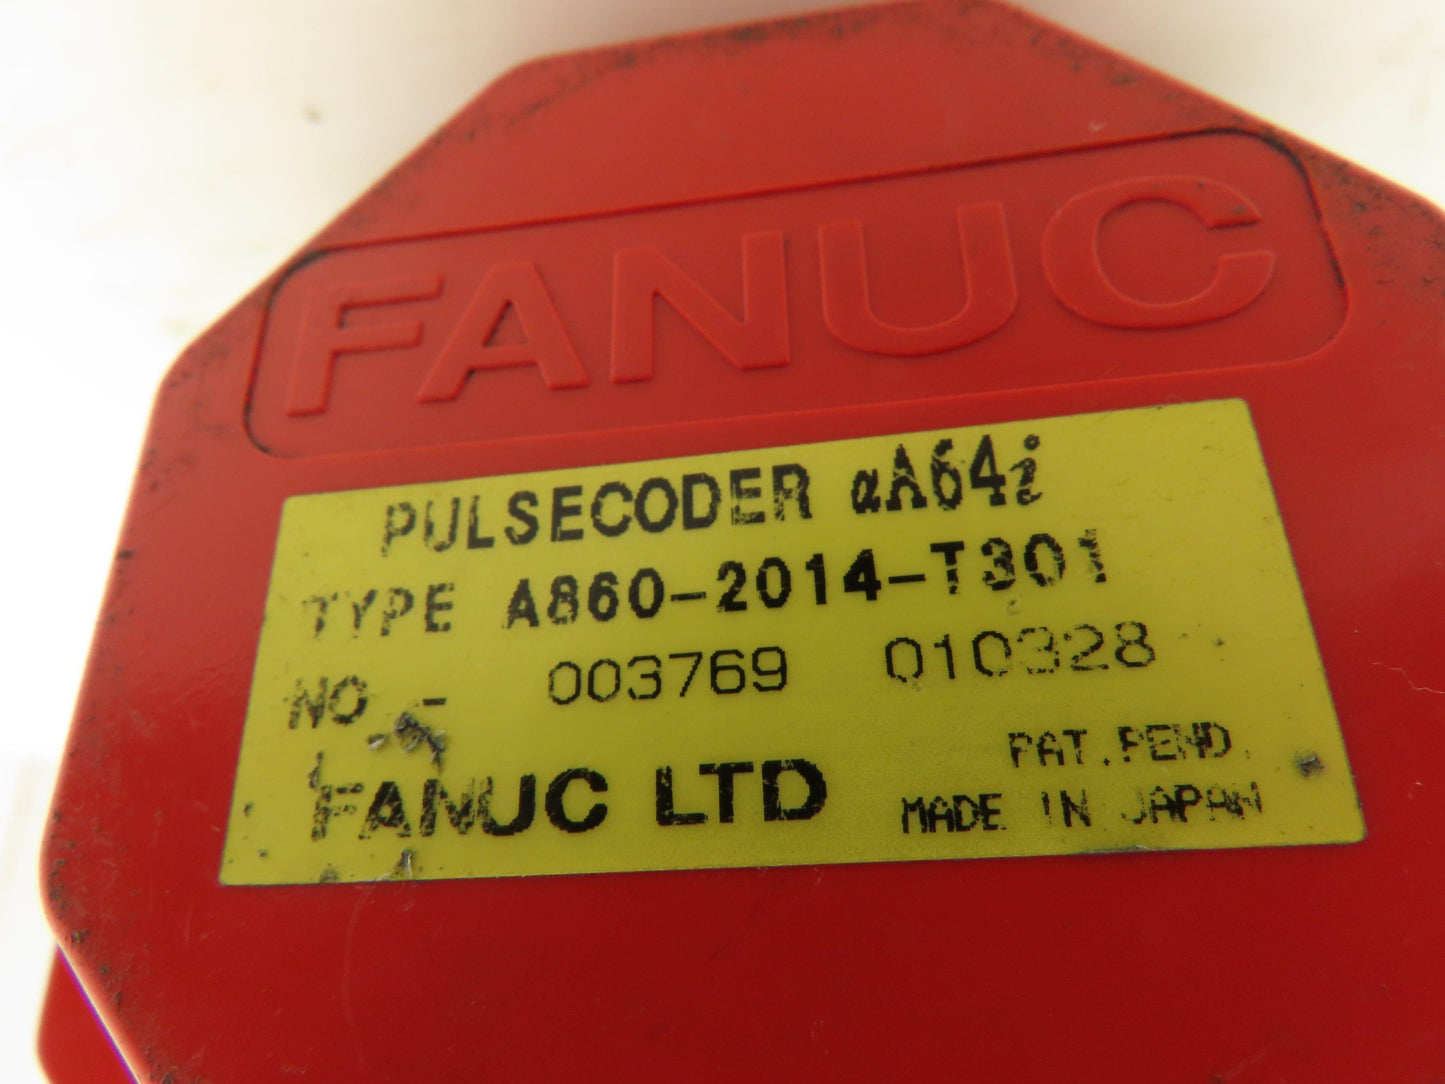 FANUC
PULSECODER αA64i
TYPE A860-2014-T301
NO - 003769 010328
PAT.PEND.
FANUC LTD MADE IN JAPAN